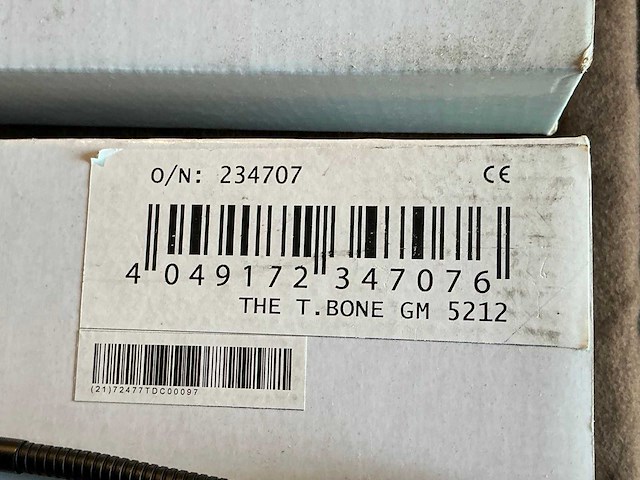 O/N: 234707 CE
4 049172 347076
THE T.BONE GM 5212
(21)72477TDC00097